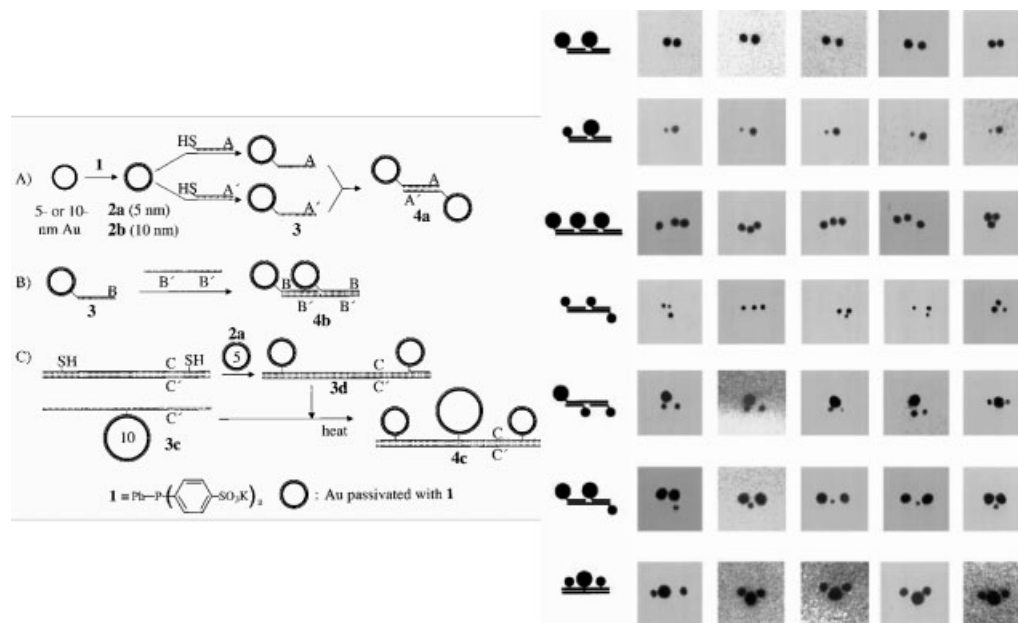 HS A A
A) 1 A
5- or 10- 2a (5 nm) HS A´ A´ A´
nm Au 2b (10 nm) 3 4a
B) B B´ B´ B
3 B´ B´
4b
C) SH C SH 2a C
C´ 5 C´
3d
C´
10 3c heat C
C´
4c
1 = Ph–P–( –SO₃K)₂ : Au passivated with 1